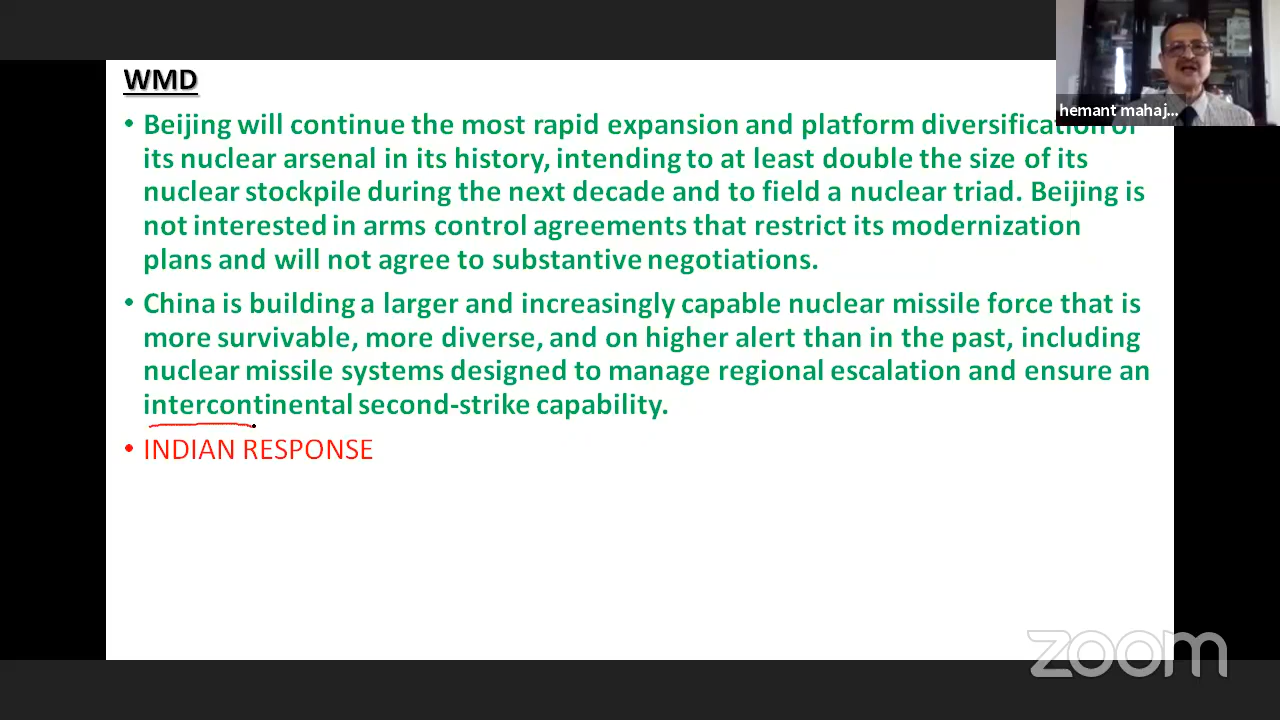 WMD
• Beijing will continue the most rapid expansion and platform diversification of
its nuclear arsenal in its history, intending to at least double the size of its
nuclear stockpile during the next decade and to field a nuclear triad. Beijing is
not interested in arms control agreements that restrict its modernization
plans and will not agree to substantive negotiations.
• China is building a larger and increasingly capable nuclear missile force that is
more survivable, more diverse, and on higher alert than in the past, including
nuclear missile systems designed to manage regional escalation and ensure an
intercontinental second-strike capability.
• INDIAN RESPONSE
hemant mahaj...
zoom